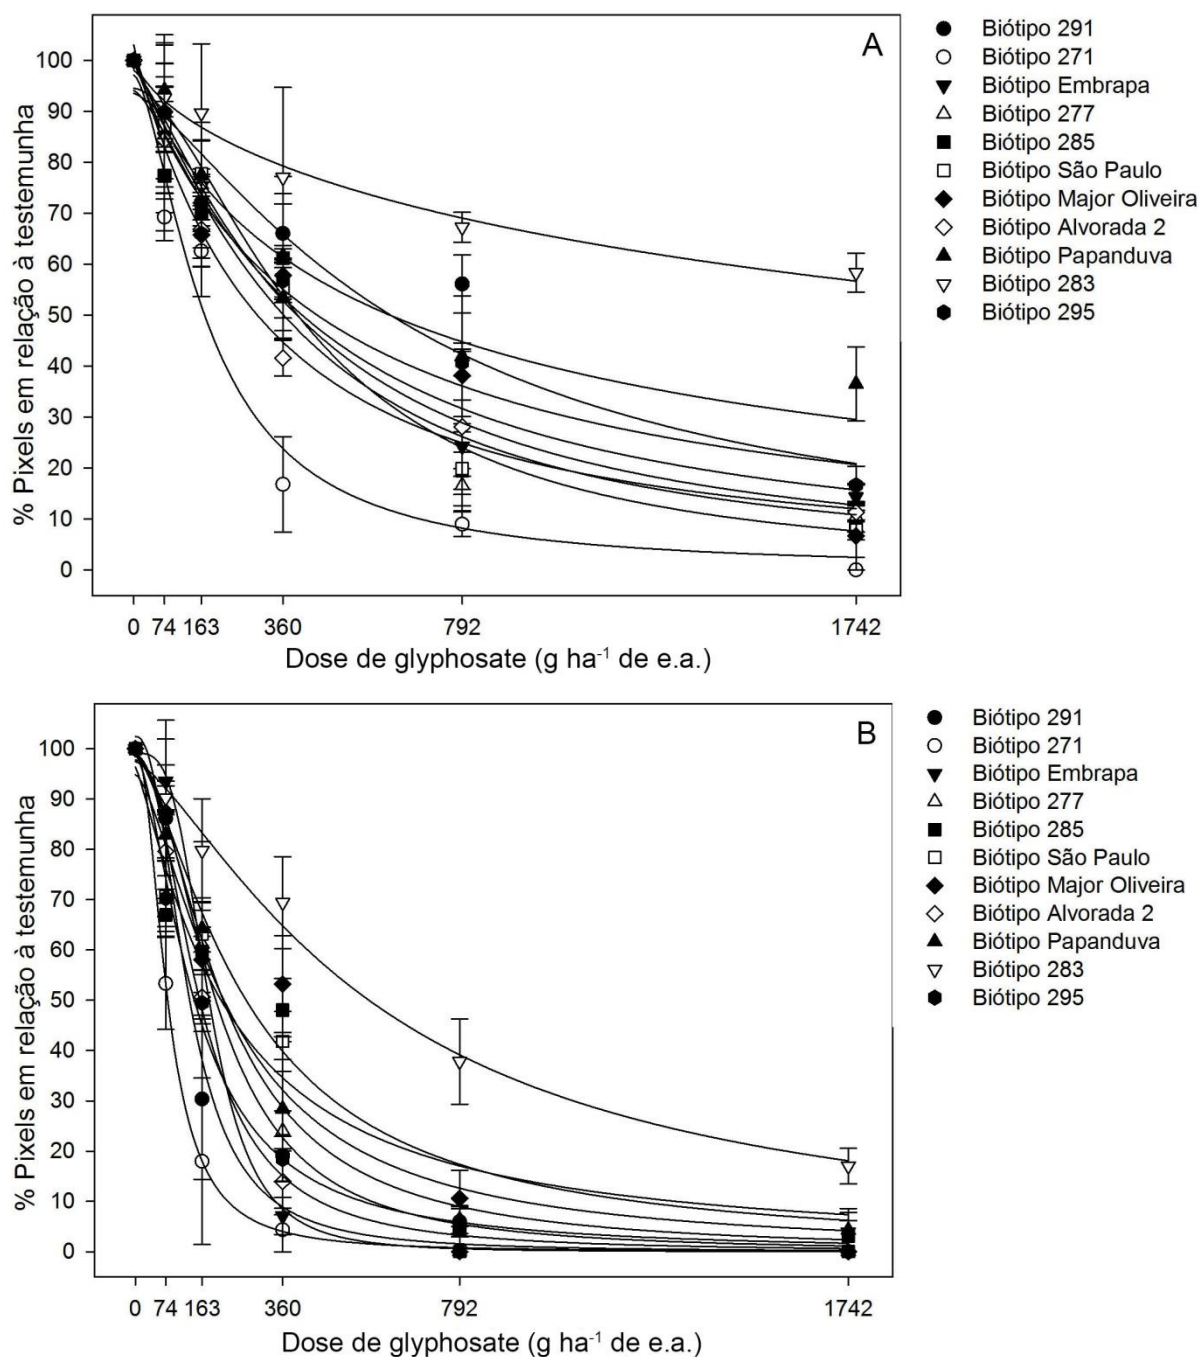 A
% Pixels em relação à testemunha
100
90
80
70
60
50
40
30
20
10
0
0 74 163 360 792 1742
Dose de glyphosate (g ha⁻¹ de e.a.)
Biótipo 291
Biótipo 271
Biótipo Embrapa
Biótipo 277
Biótipo 285
Biótipo São Paulo
Biótipo Major Oliveira
Biótipo Alvorada 2
Biótipo Papanduva
Biótipo 283
Biótipo 295
B
% Pixels em relação à testemunha
100
90
80
70
60
50
40
30
20
10
0
0 74 163 360 792 1742
Dose de glyphosate (g ha⁻¹ de e.a.)
Biótipo 291
Biótipo 271
Biótipo Embrapa
Biótipo 277
Biótipo 285
Biótipo São Paulo
Biótipo Major Oliveira
Biótipo Alvorada 2
Biótipo Papanduva
Biótipo 283
Biótipo 295